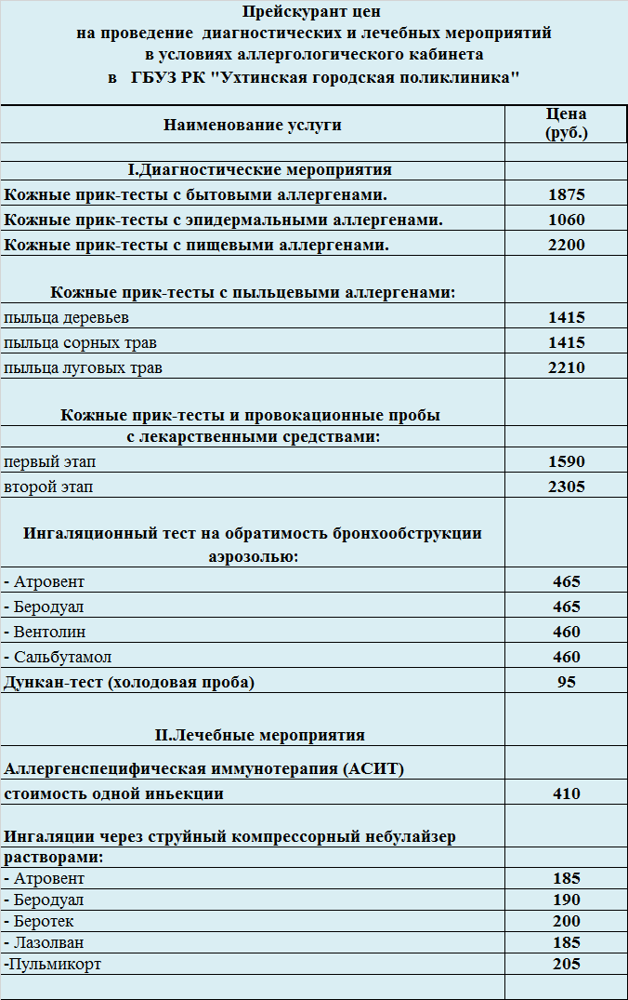 Прейскурант цен
на проведение диагностических и лечебных мероприятий
в условиях аллергологического кабинета
в ГБУЗ РК "Ухтинская городская поликлиника"
Наименование услуги Цена (руб.)
I.Диагностические мероприятия
Кожные прик-тесты с бытовыми аллергенами. 1875
Кожные прик-тесты с эпидермальными аллергенами. 1060
Кожные прик-тесты с пищевыми аллергенами. 2200
Кожные прик-тесты с пыльцевыми аллергенами:
пыльца деревьев 1415
пыльца сорных трав 1415
пыльца луговых трав 2210
Кожные прик-тесты и провокационные пробы
с лекарственными средствами:
первый этап 1590
второй этап 2305
Ингаляционный тест на обратимость бронхообструкции
аэрозолью:
- Атровент 465
- Беродуал 465
- Вентолин 460
- Сальбутамол 460
Дункан-тест (холодовая проба) 95
II.Лечебные мероприятия
Аллергенспецифическая иммунотерапия (АСИТ)
стоимость одной иньекции 410
Ингаляции через струйный компрессорный небулайзер
растворами:
- Атровент 185
- Беродуал 190
- Беротек 200
- Лазолван 185
-Пульмикорт 205